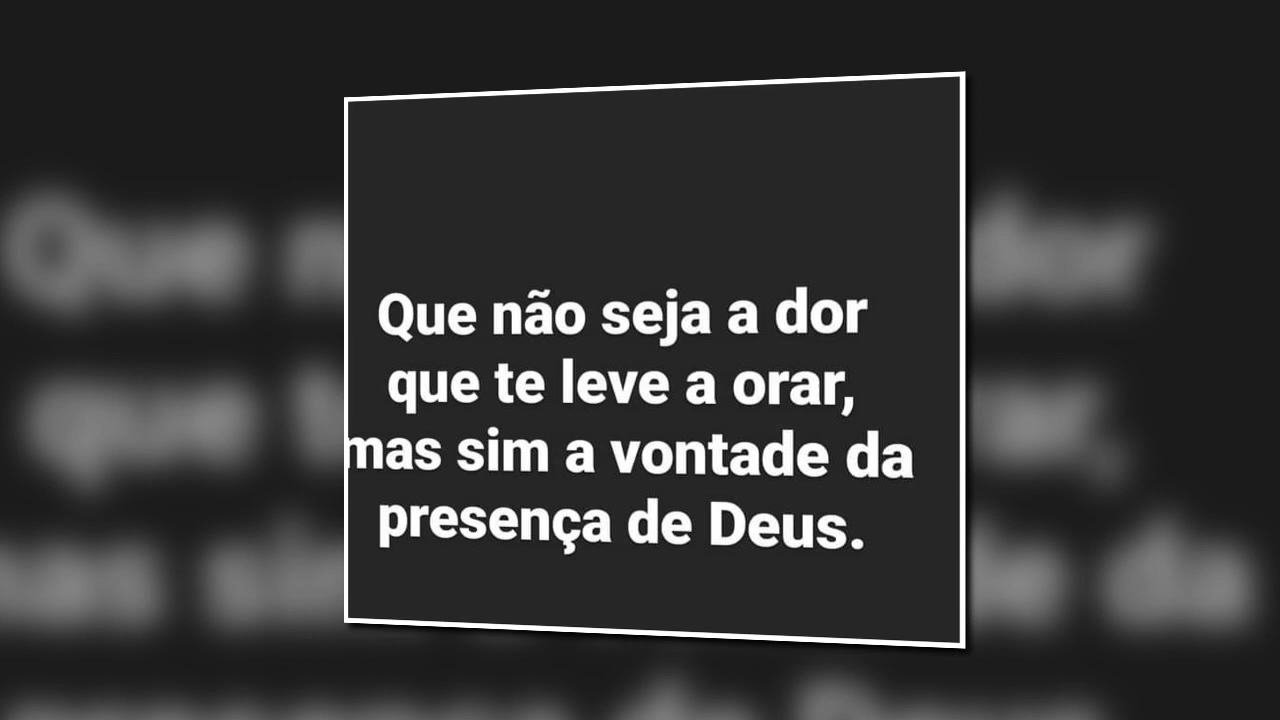 Que não seja a dor
que te leve a orar,
mas sim a vontade da
presença de Deus.